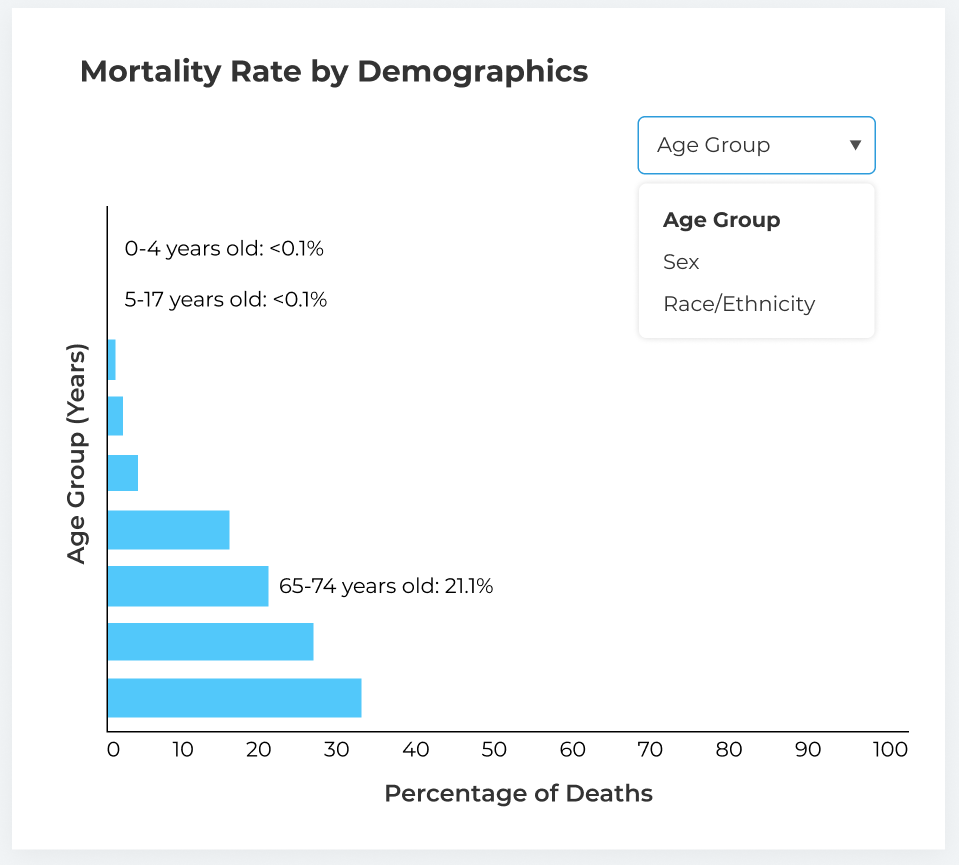 Mortality Rate by Demographics
Age Group ▼
Age Group
Sex
Race/Ethnicity
0-4 years old: <0.1%
5-17 years old: <0.1%
Age Group (Years)
65-74 years old: 21.1%
0 10 20 30 40 50 60 70 80 90 100
Percentage of Deaths